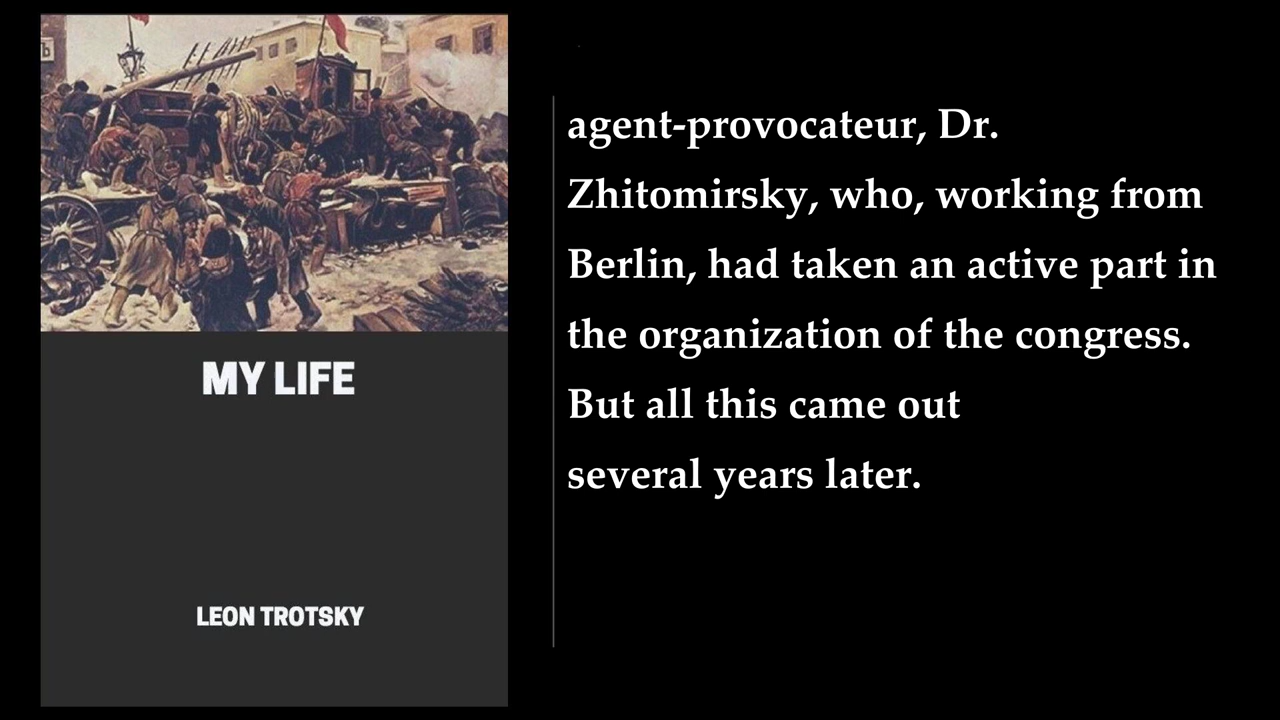 MY LIFE
LEON TROTSKY
agent-provocateur, Dr.
Zhitomirsky, who, working from
Berlin, had taken an active part in
the organization of the congress.
But all this came out
several years later.